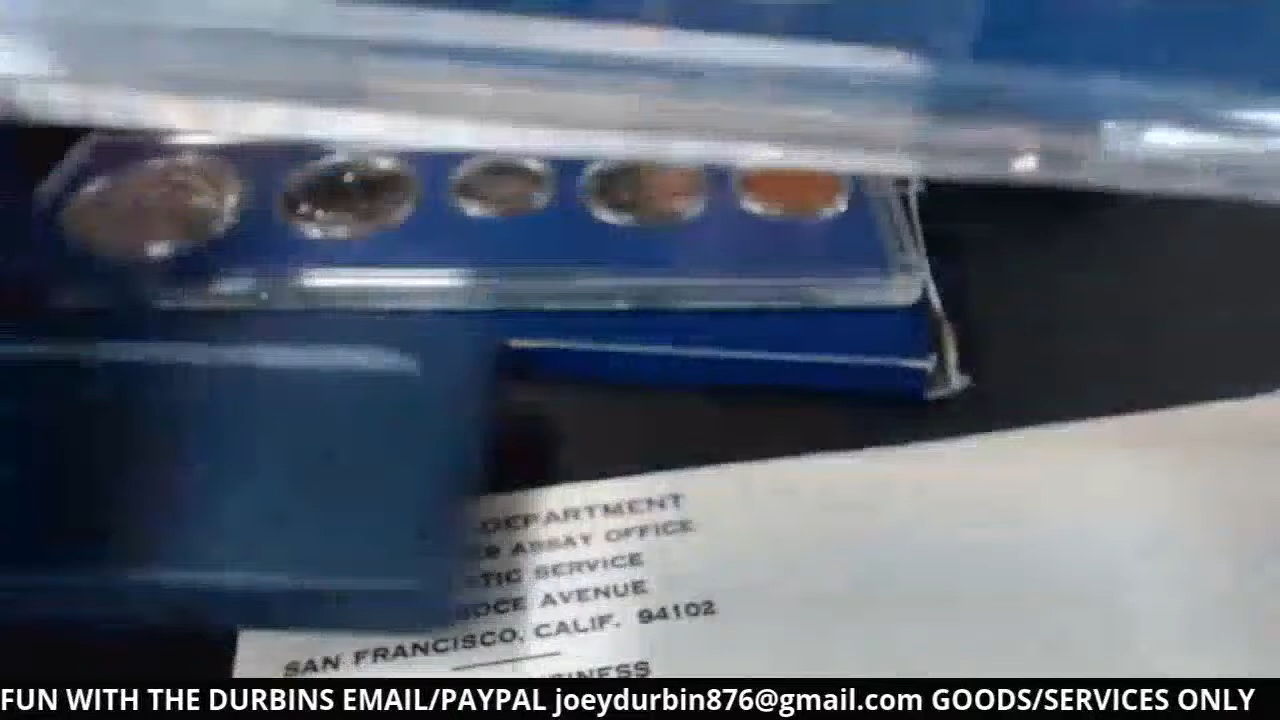 DEPARTMENT
ASSAY OFFICE
SERVICE
AVENUE
SAN FRANCISCO, CALIF. 94102
FUN WITH THE DURBINS EMAIL/PAYPAL joeydurbin876@gmail.com GOODS/SERVICES ONLY